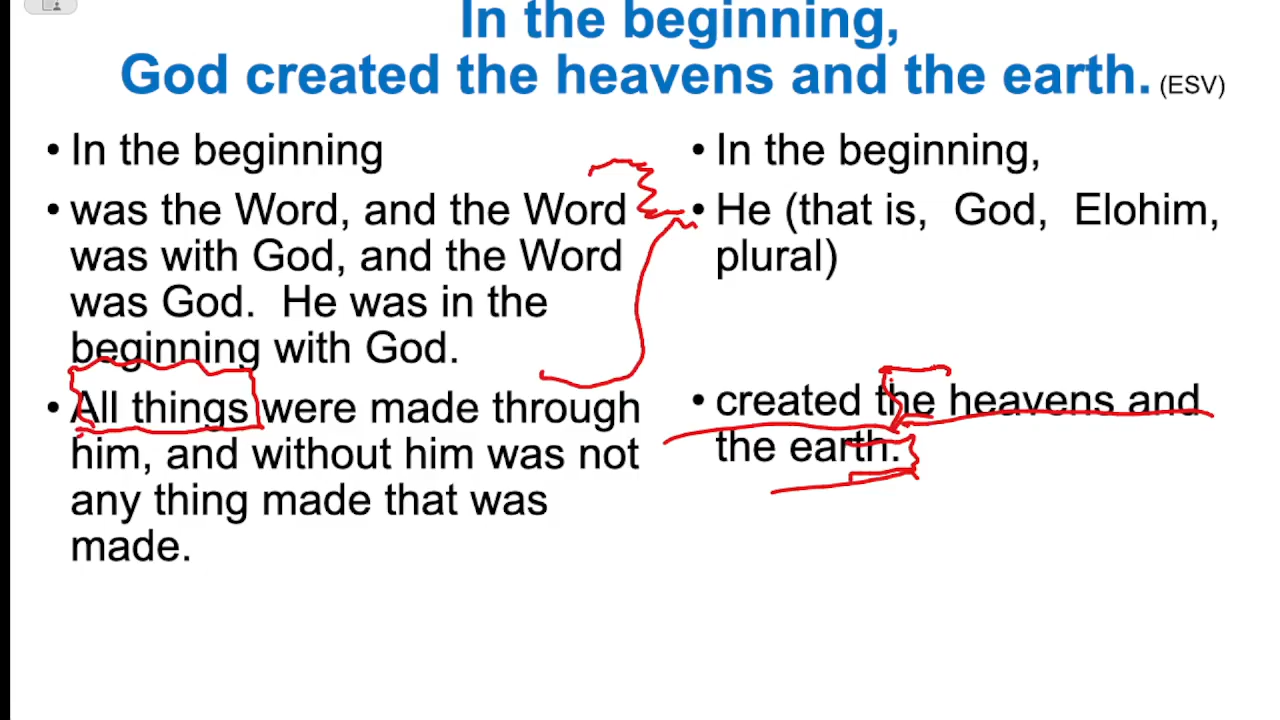 In the beginning,
God created the heavens and the earth. (ESV)
• In the beginning
• was the Word, and the Word
was with God, and the Word
was God.  He was in the
beginning with God.
• All things were made through
him, and without him was not
any thing made that was
made.
• In the beginning,
• He (that is,  God,  Elohim,
plural)
• created the heavens and
the earth.